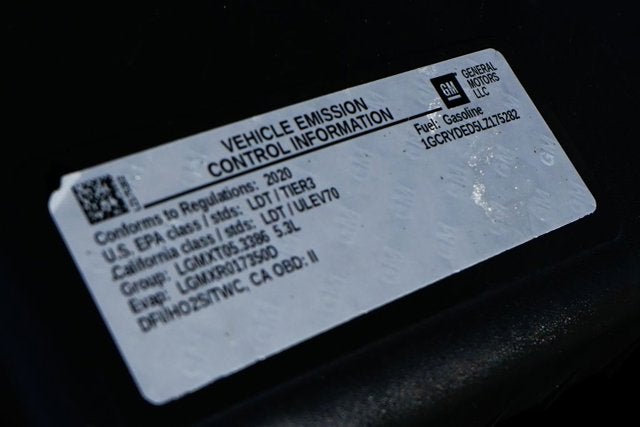 VEHICLE EMISSION
CONTROL INFORMATION
GM
GENERAL
MOTORS
LLC
Fuel: Gasoline
1GCRYDED5LZ175282
Conforms to Regulations: 2020
U.S. EPA class / stds: LDT / TIER3
California class / stds: LDT / ULEV70
Group: LGMXT05.3386 5.3L
Evap: LGMXR017350D
DFI/HO2S/TWC, CA OBD: II